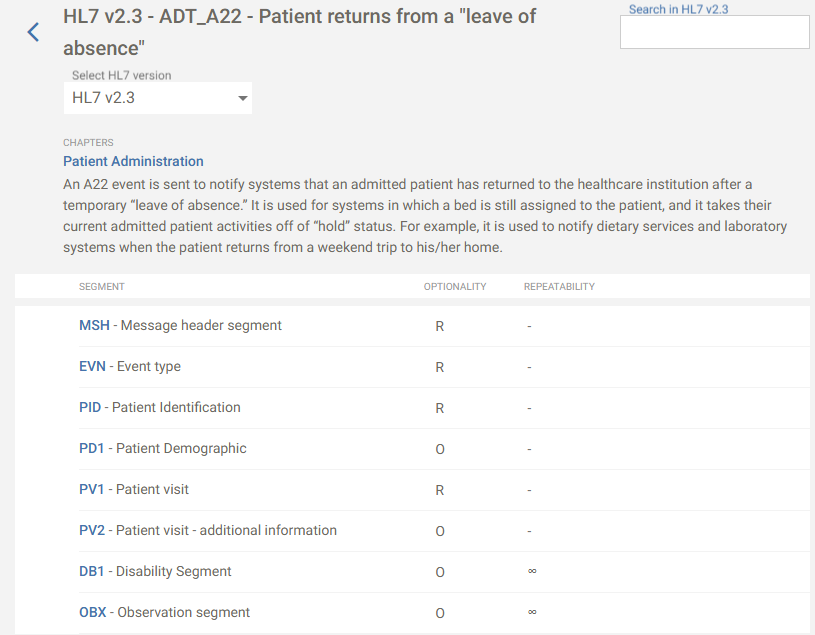 HL7 v2.3 - ADT_A22 - Patient returns from a "leave of
absence"
Search in HL7 v2.3
Select HL7 version
HL7 v2.3
CHAPTERS
Patient Administration
An A22 event is sent to notify systems that an admitted patient has returned to the healthcare institution after a
temporary “leave of absence.” It is used for systems in which a bed is still assigned to the patient, and it takes their
current admitted patient activities off of “hold” status. For example, it is used to notify dietary services and laboratory
systems when the patient returns from a weekend trip to his/her home.
SEGMENT OPTIONALITY REPEATABILITY
MSH - Message header segment R -
EVN - Event type R -
PID - Patient Identification R -
PD1 - Patient Demographic O -
PV1 - Patient visit R -
PV2 - Patient visit - additional information O -
DB1 - Disability Segment O ∞
OBX - Observation segment O ∞